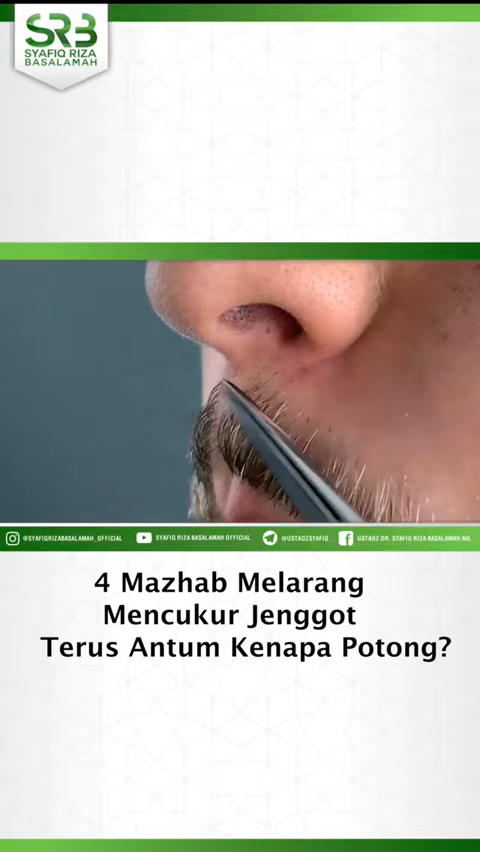 SRB
SYAFIQ RIZA
BASALAMAH
@SYAFIQRIZABASALAMAH_OFFICIAL
SYAFIQ RIZA BASALAMAH OFFICIAL
@USTADZSYAFIQ
USTADZ DR. SYAFIQ RIZA BASALAMAH MA.
4 Mazhab Melarang
Mencukur Jenggot
Terus Antum Kenapa Potong?